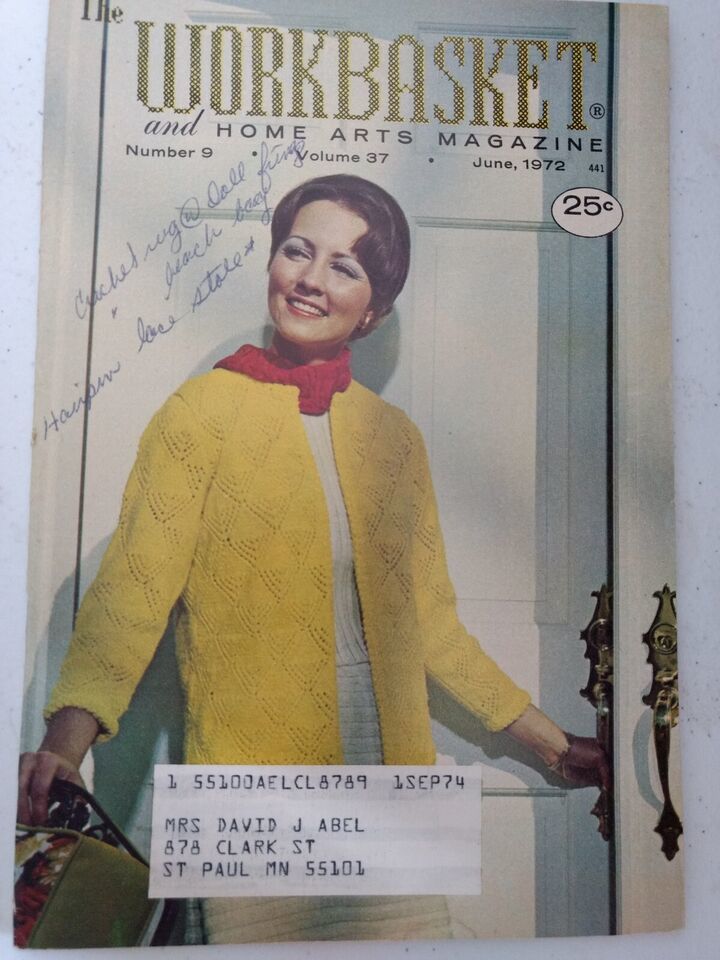 The
WORKBASKET®
and HOME ARTS MAGAZINE
Number 9 • Volume 37 • June, 1972 441
25c
Crochet rug @ Doll
" beach bag
Hairpin lace stole *
1 55100AELCL8789 1SEP74
MRS DAVID J ABEL
878 CLARK ST
ST PAUL MN 55101